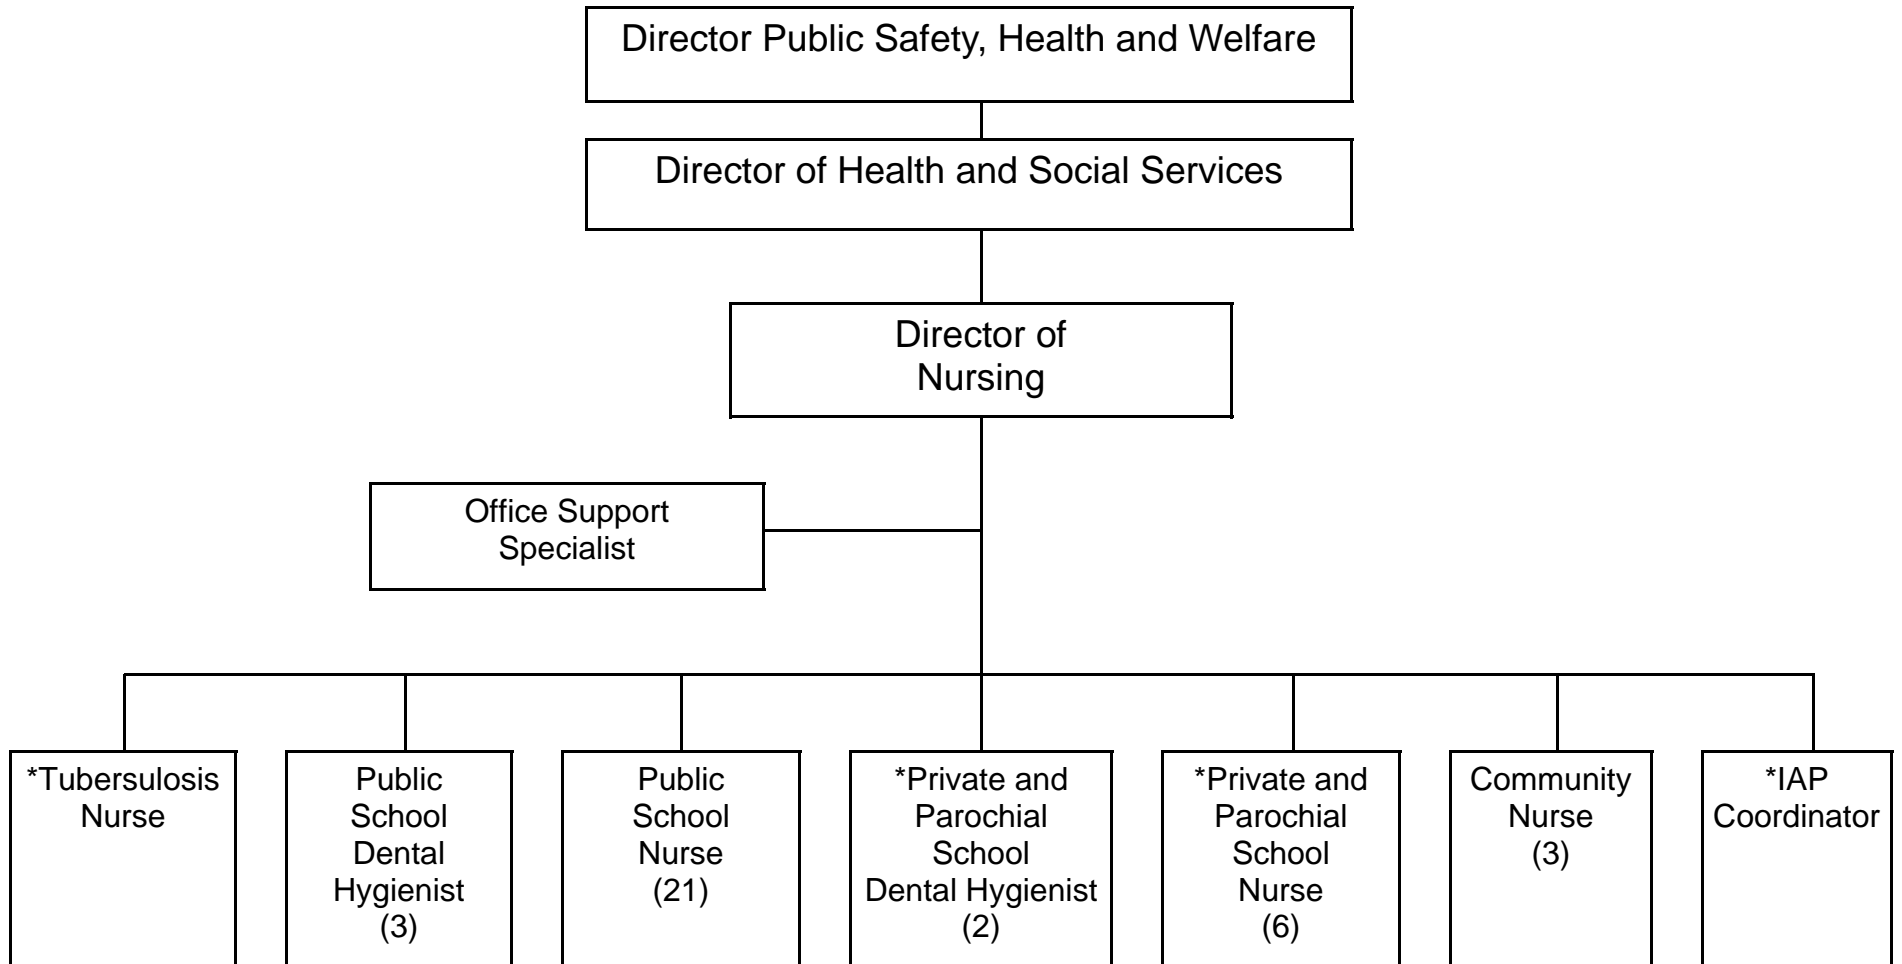 Director Public Safety, Health and Welfare
Director of Health and Social Services
Director of
Nursing
Office Support
Specialist
*Tubersulosis
Nurse
Public
School
Dental
Hygienist
(3)
Public
School
Nurse
(21)
*Private and
Parochial
School
Dental Hygienist
(2)
*Private and
Parochial
School
Nurse
(6)
Community
Nurse
(3)
*IAP
Coordinator